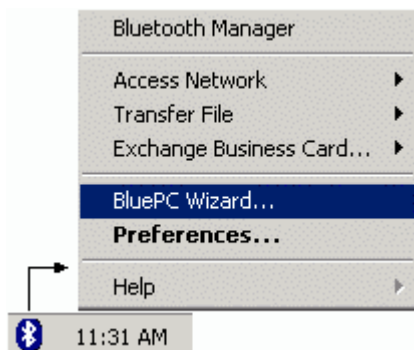 Bluetooth Manager
Access Network
Transfer File
Exchange Business Card...
BluePC Wizard...
Preferences...
Help
11:31 AM